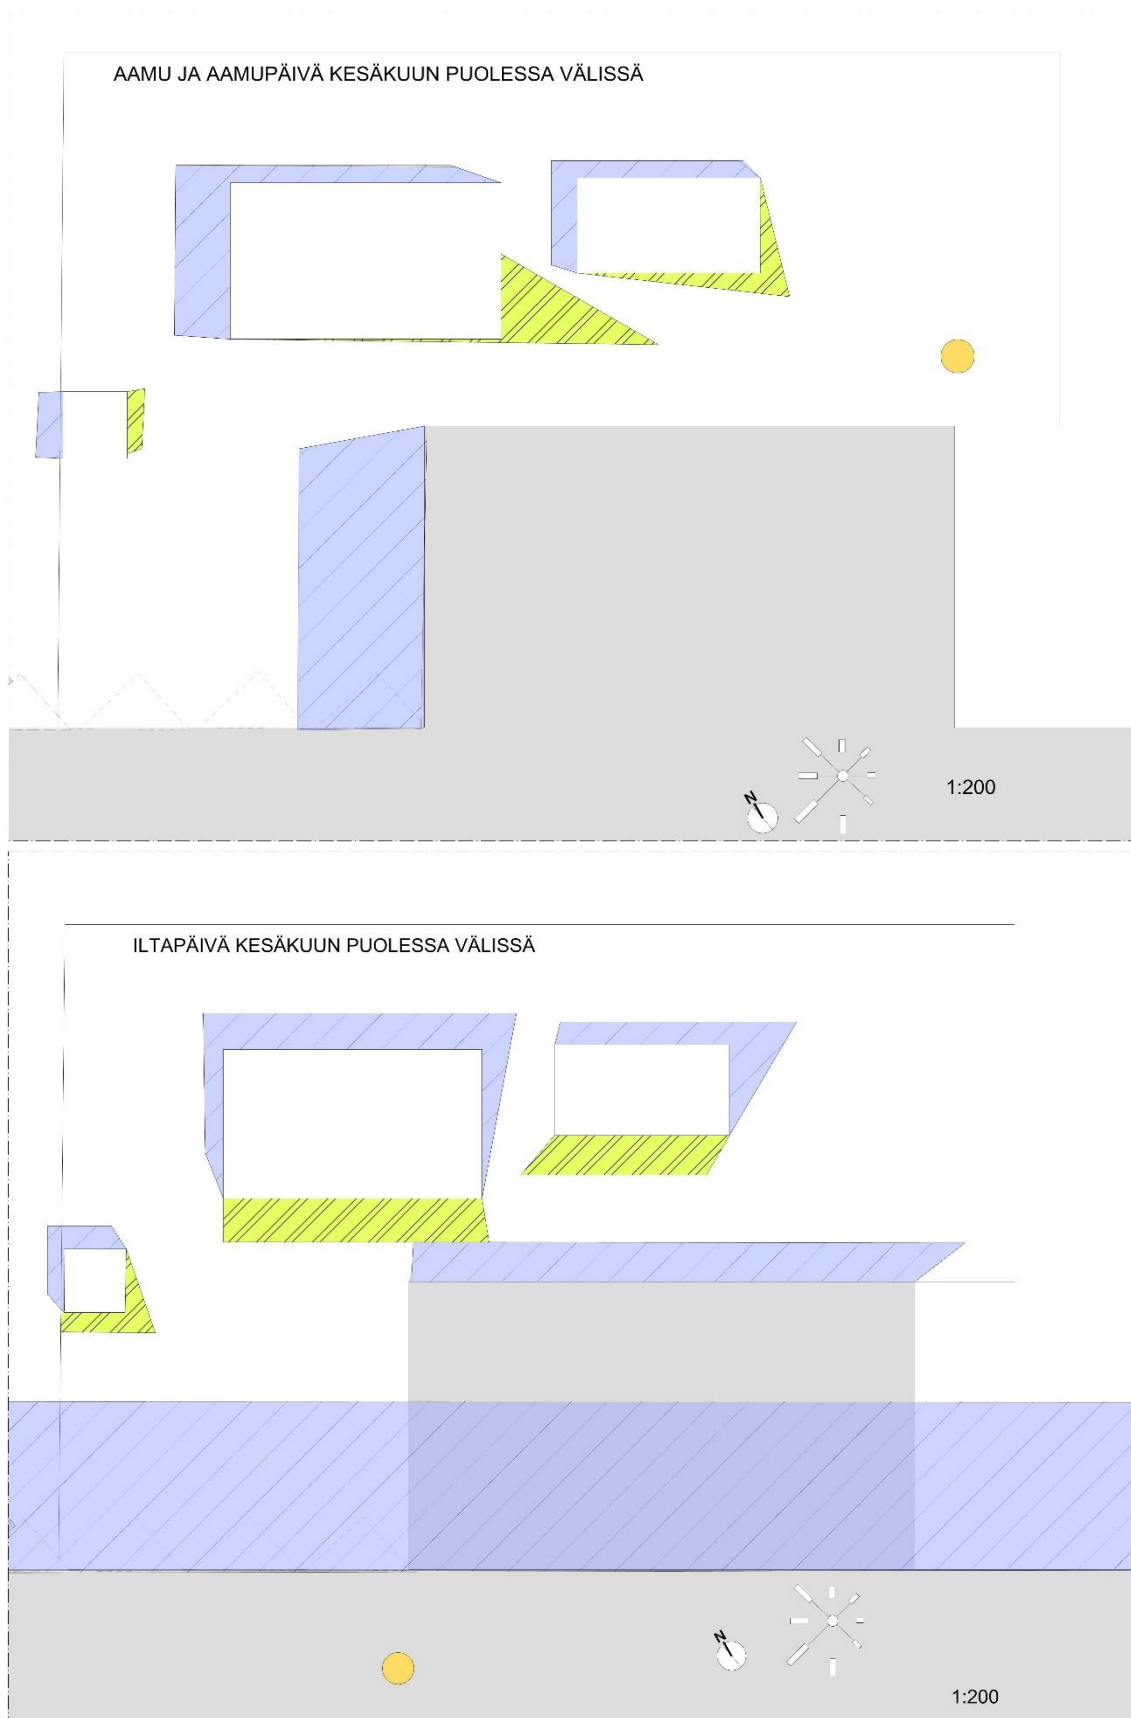 AAMU JA AAMUPÄIVÄ KESÄKUUN PUOLESSA VÄLISSÄ
N
1:200
ILTAPÄIVÄ KESÄKUUN PUOLESSA VÄLISSÄ
N
1:200